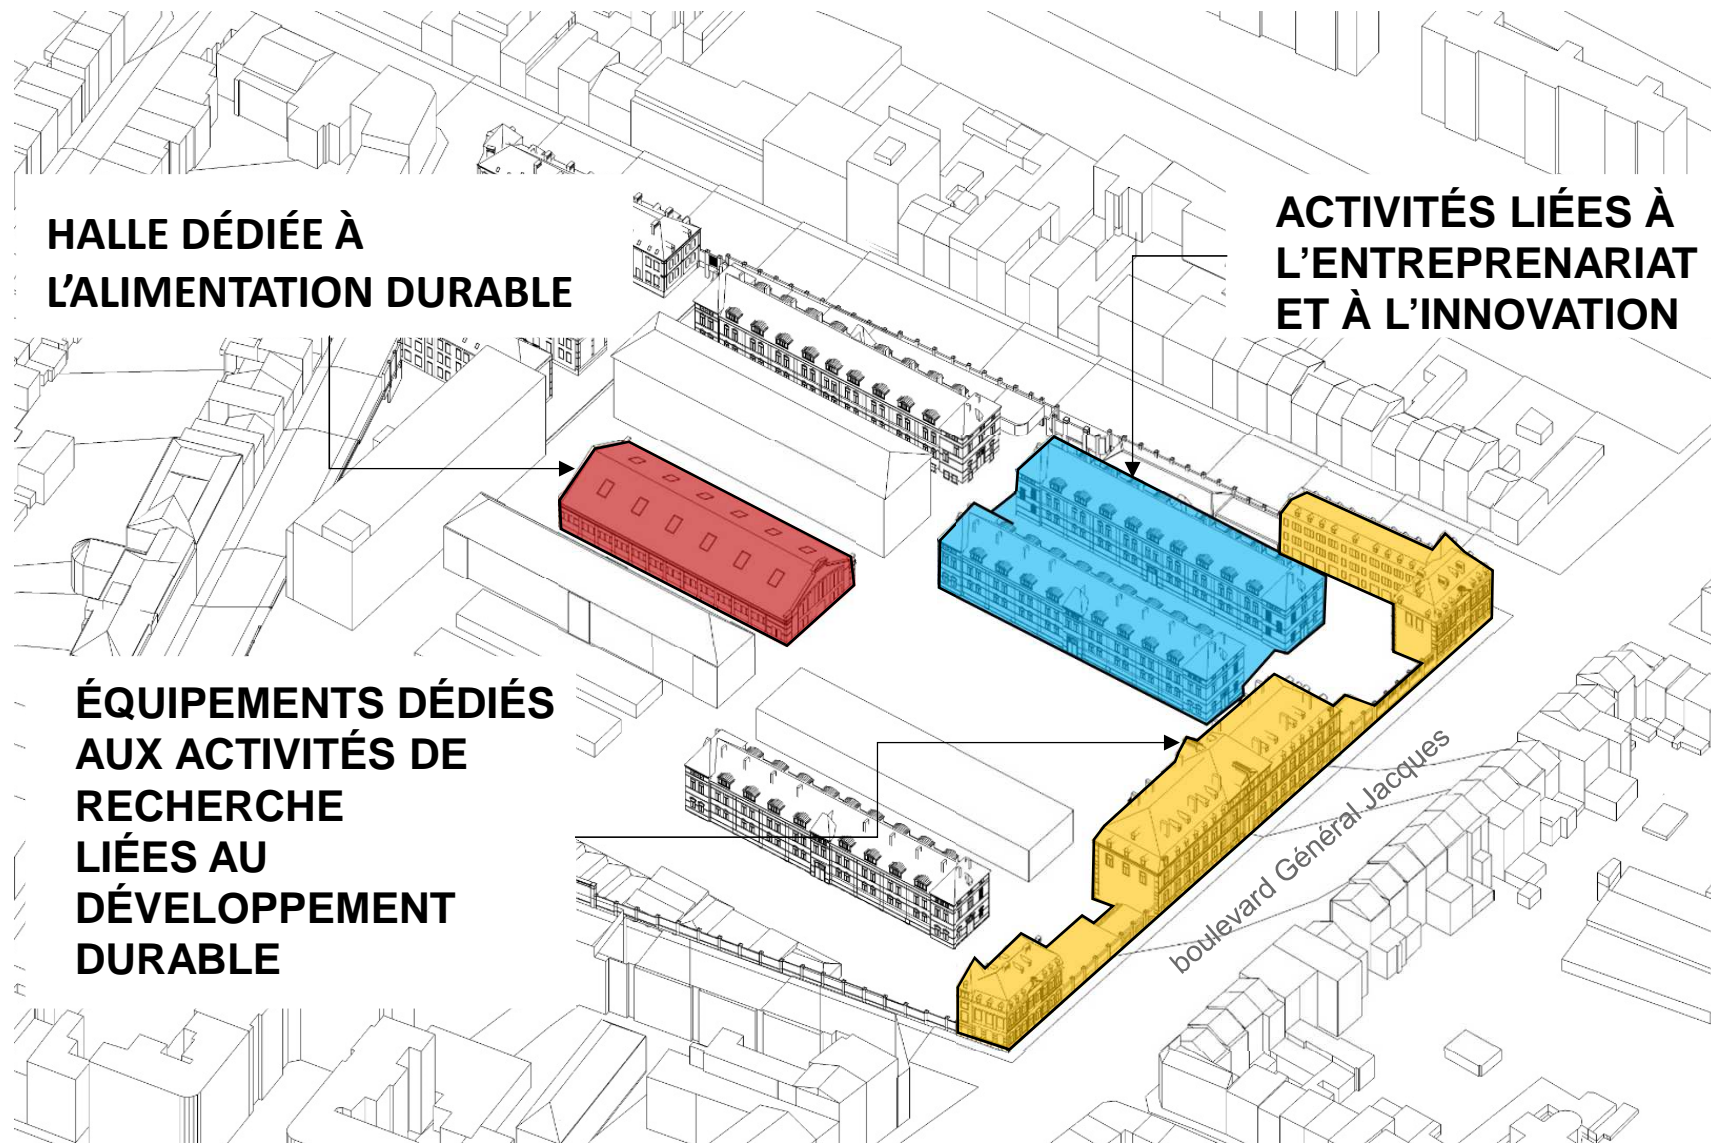 HALLE DÉDIÉE À
L'ALIMENTATION DURABLE
ACTIVITÉS LIÉES À
L'ENTREPRENARIAT
ET À L'INNOVATION
ÉQUIPEMENTS DÉDIÉS
AUX ACTIVITÉS DE
RECHERCHE
LIÉES AU
DÉVELOPPEMENT
DURABLE
boulevard Général Jacques